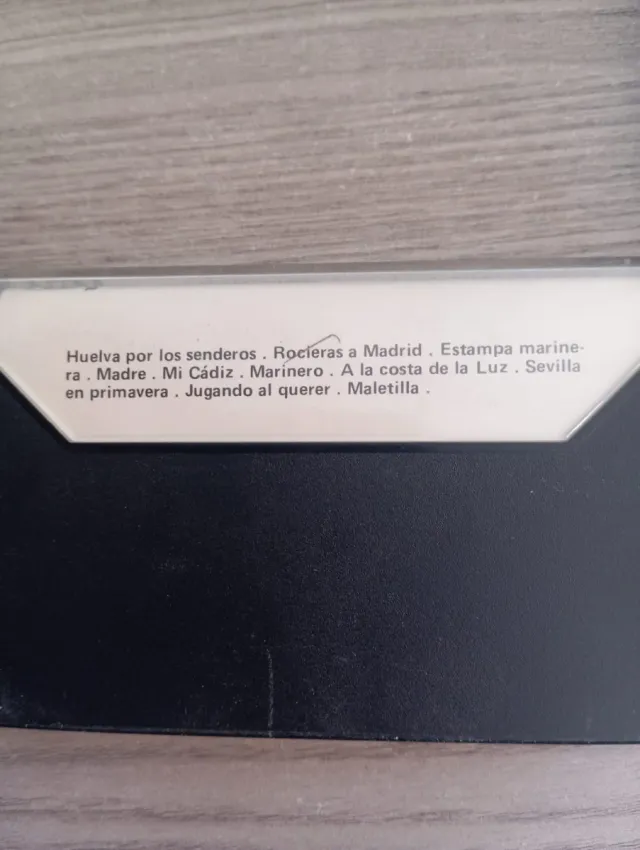 Huelva por los senderos . Rocieras a Madrid . Estampa marine-
ra . Madre . Mi Cádiz . Marinero . A la costa de la Luz . Sevilla
en primavera . Jugando al querer . Maletilla .